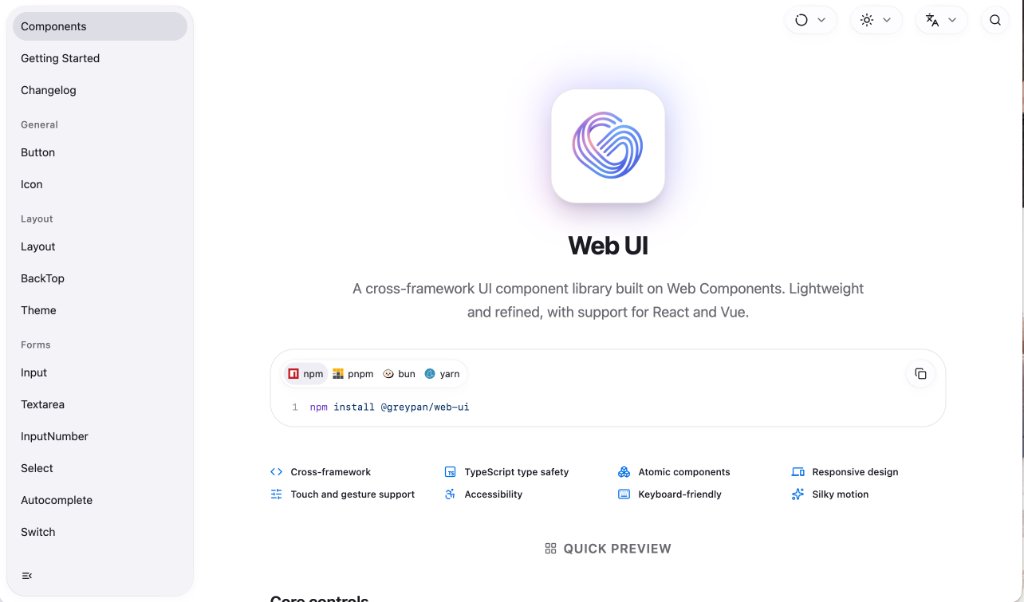 Components
Getting Started
Changelog
General
Button
Icon
Layout
Layout
BackTop
Theme
Forms
Input
Textarea
InputNumber
Select
Autocomplete
Switch
Web UI
A cross-framework UI component library built on Web Components. Lightweight
and refined, with support for React and Vue.
npm pnpm bun yarn
1 npm install @greypan/web-ui
Cross-framework TypeScript type safety Atomic components Responsive design
Touch and gesture support Accessibility Keyboard-friendly Silky motion
QUICK PREVIEW
Core controls